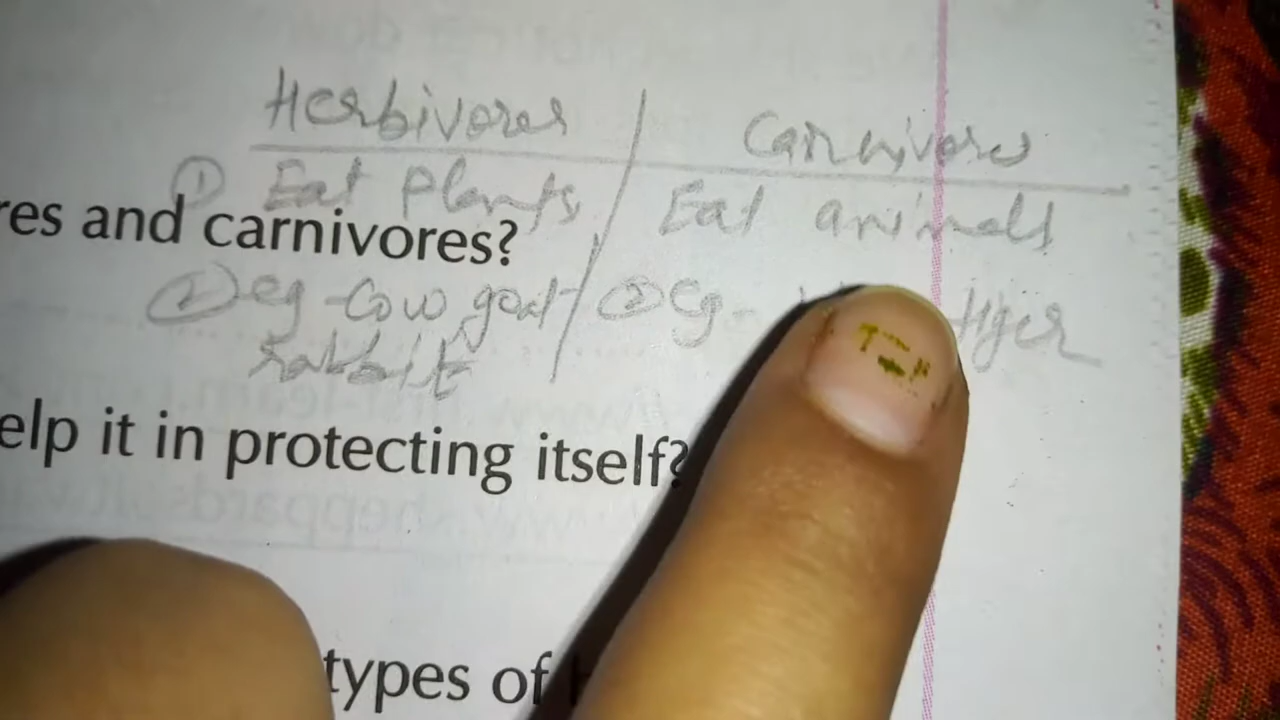 Herbivores Carnivores
① Eat Plants Eat animals
res and carnivores?
② eg - Cow, goat ② eg - tiger
rabbit
elp it in protecting itself?
types of